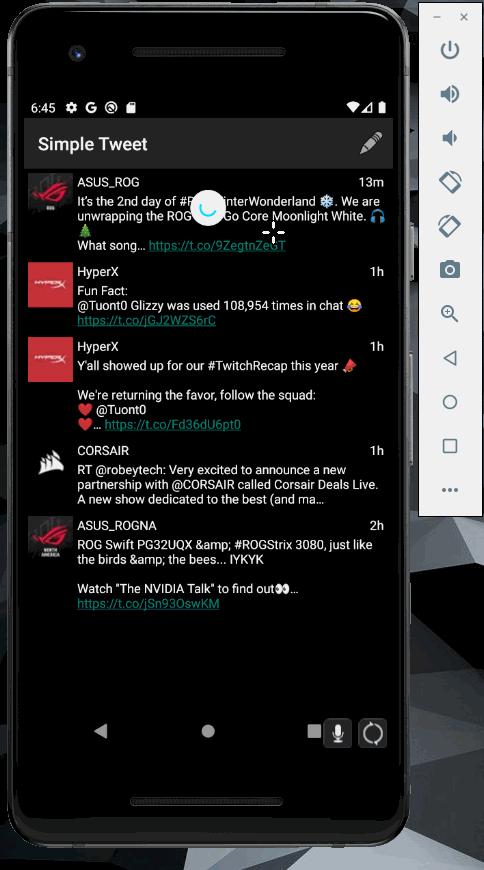 6:45
Simple Tweet
ASUS_ROG 13m
It's the 2nd day of interWonderland ❄️. We are
unwrapping the ROG Go Core Moonlight White. 🎧
🎄
What song… https://t.co/9ZegtnZeGT
HyperX 1h
Fun Fact:
@Tuont0 Glizzy was used 108,954 times in chat 😂
https://t.co/jGJ2WZS6rC
HyperX 1h
Y'all showed up for our #TwitchRecap this year 📣
We're returning the favor, follow the squad:
❤️ @Tuont0
❤️… https://t.co/Fd36dU6pt0
CORSAIR 1h
RT @robeytech: Very excited to announce a new
partnership with @CORSAIR called Corsair Deals Live.
A new show dedicated to the best (and ma…
ASUS_ROGNA 2h
ROG Swift PG32UQX &amp; #ROGStrix 3080, just like
the birds &amp; the bees... IYKYK
Watch "The NVIDIA Talk" to find out👀…
https://t.co/jSn93OswKM
ROG
HYPERX
HYPERX
NORTH
AMERICA